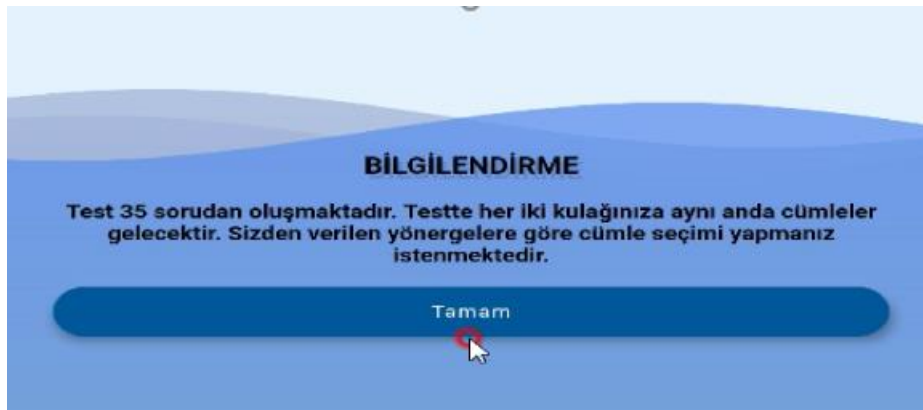 BİLGİLENDİRME
Test 35 sorudan oluşmaktadır. Testte her iki kulağınıza aynı anda cümleler
gelecektir. Sizden verilen yönergelere göre cümle seçimi yapmanız
istenmektedir.
Tamam